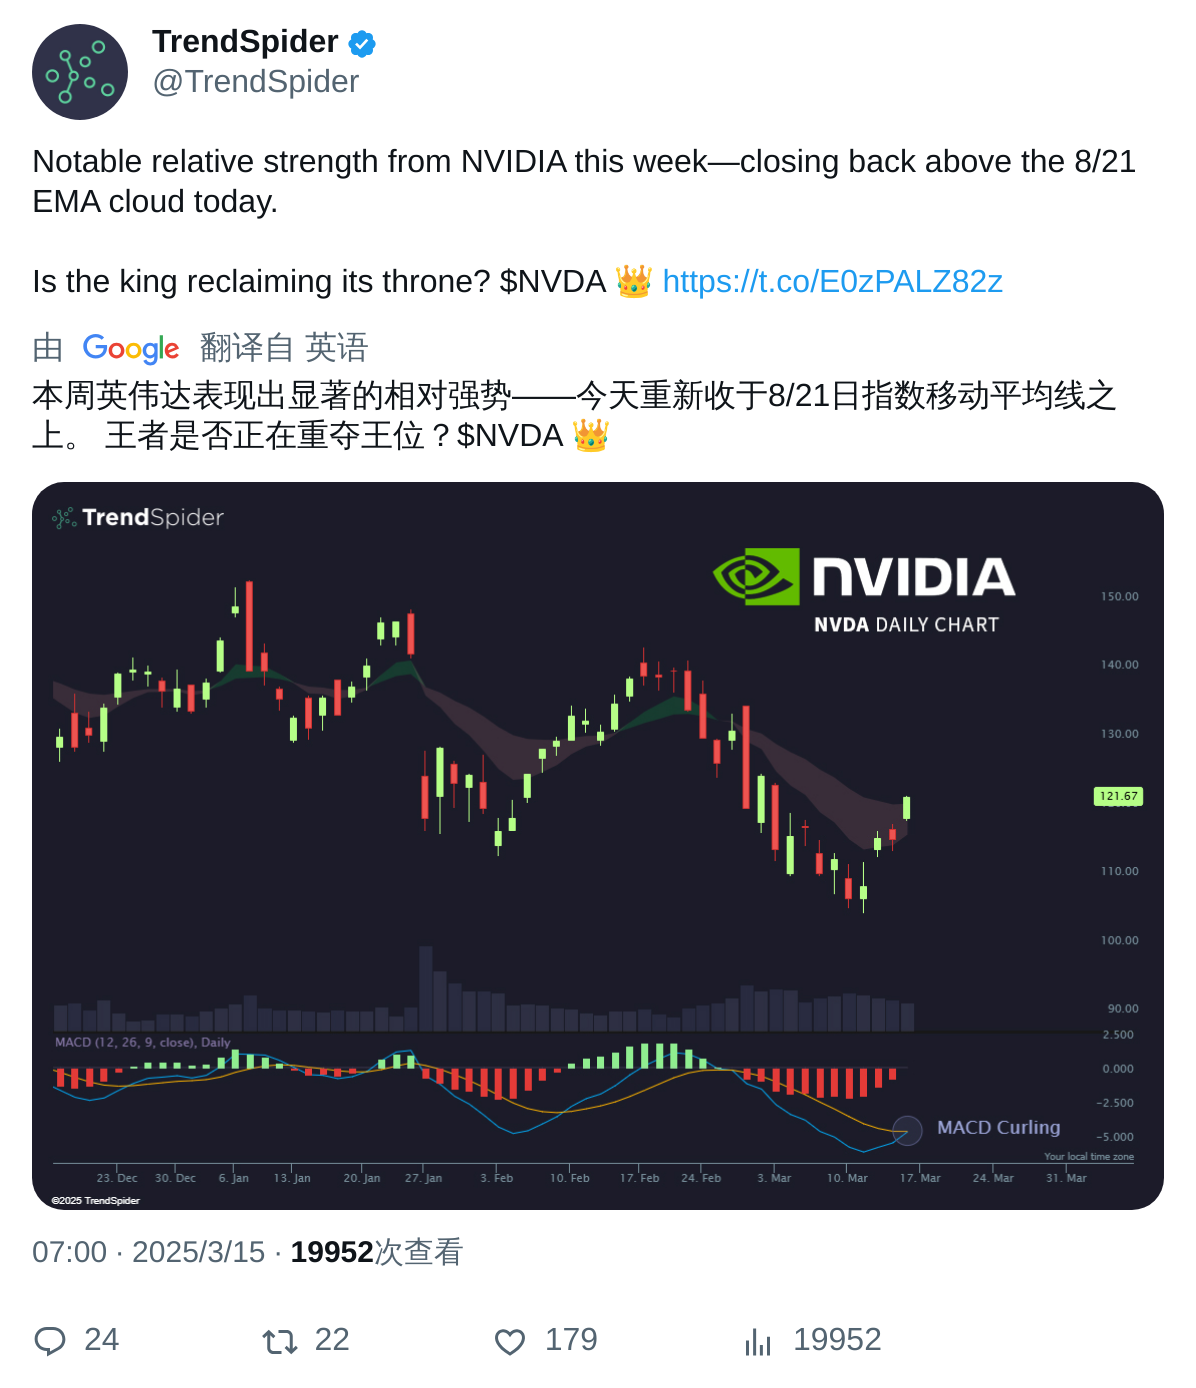 TrendSpider
@TrendSpider
Notable relative strength from NVIDIA this week—closing back above the 8/21
EMA cloud today.
Is the king reclaiming its throne? $NVDA 👑 https://t.co/E0zPALZ82z
由 Google 翻译自 英语
本周英伟达表现出显著的相对强势——今天重新收于8/21日指数移动平均线之
上。 王者是否正在重夺王位？$NVDA 👑
TrendSpider
NVIDIA
NVDA DAILY CHART
150.00
140.00
130.00
121.67
110.00
100.00
90.00
MACD (12, 26, 9, close), Daily
2.500
0.000
−2.500
−5.000
MACD Curling
Your local time zone
23. Dec 30. Dec 6. Jan 13. Jan 20. Jan 27. Jan 3. Feb 10. Feb 17. Feb 24. Feb 3. Mar 10. Mar 17. Mar 24. Mar 31. Mar
©2025 TrendSpider
07:00 · 2025/3/15 · 19952次查看
24 22 179 19952